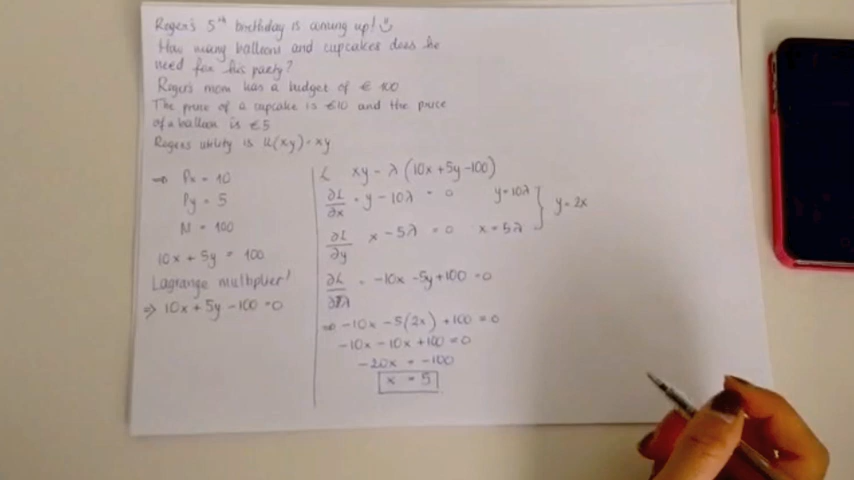 Roger's 5th birthday is coming up! :)
How many balloons and cupcakes does he
need for his party?
Roger's mom has a budget of € 100
The price of a cupcake is €10 and the price
of a balloon is €5
Rogers utility is U(xy) = xy
⇒ Px = 10
Py = 5
M = 100
10x + 5y = 100
Lagrange multiplier!
⇒ 10x + 5y - 100 = 0
L xy - λ (10x + 5y - 100)
∂L/∂x = y - 10λ = 0 y = 10λ
∂L/∂y x - 5λ = 0 x = 5λ } y = 2x
∂L/∂λ = -10x - 5y + 100 = 0
⇒ -10x - 5(2x) + 100 = 0
-10x - 10x + 100 = 0
-20x = -100
x = 5